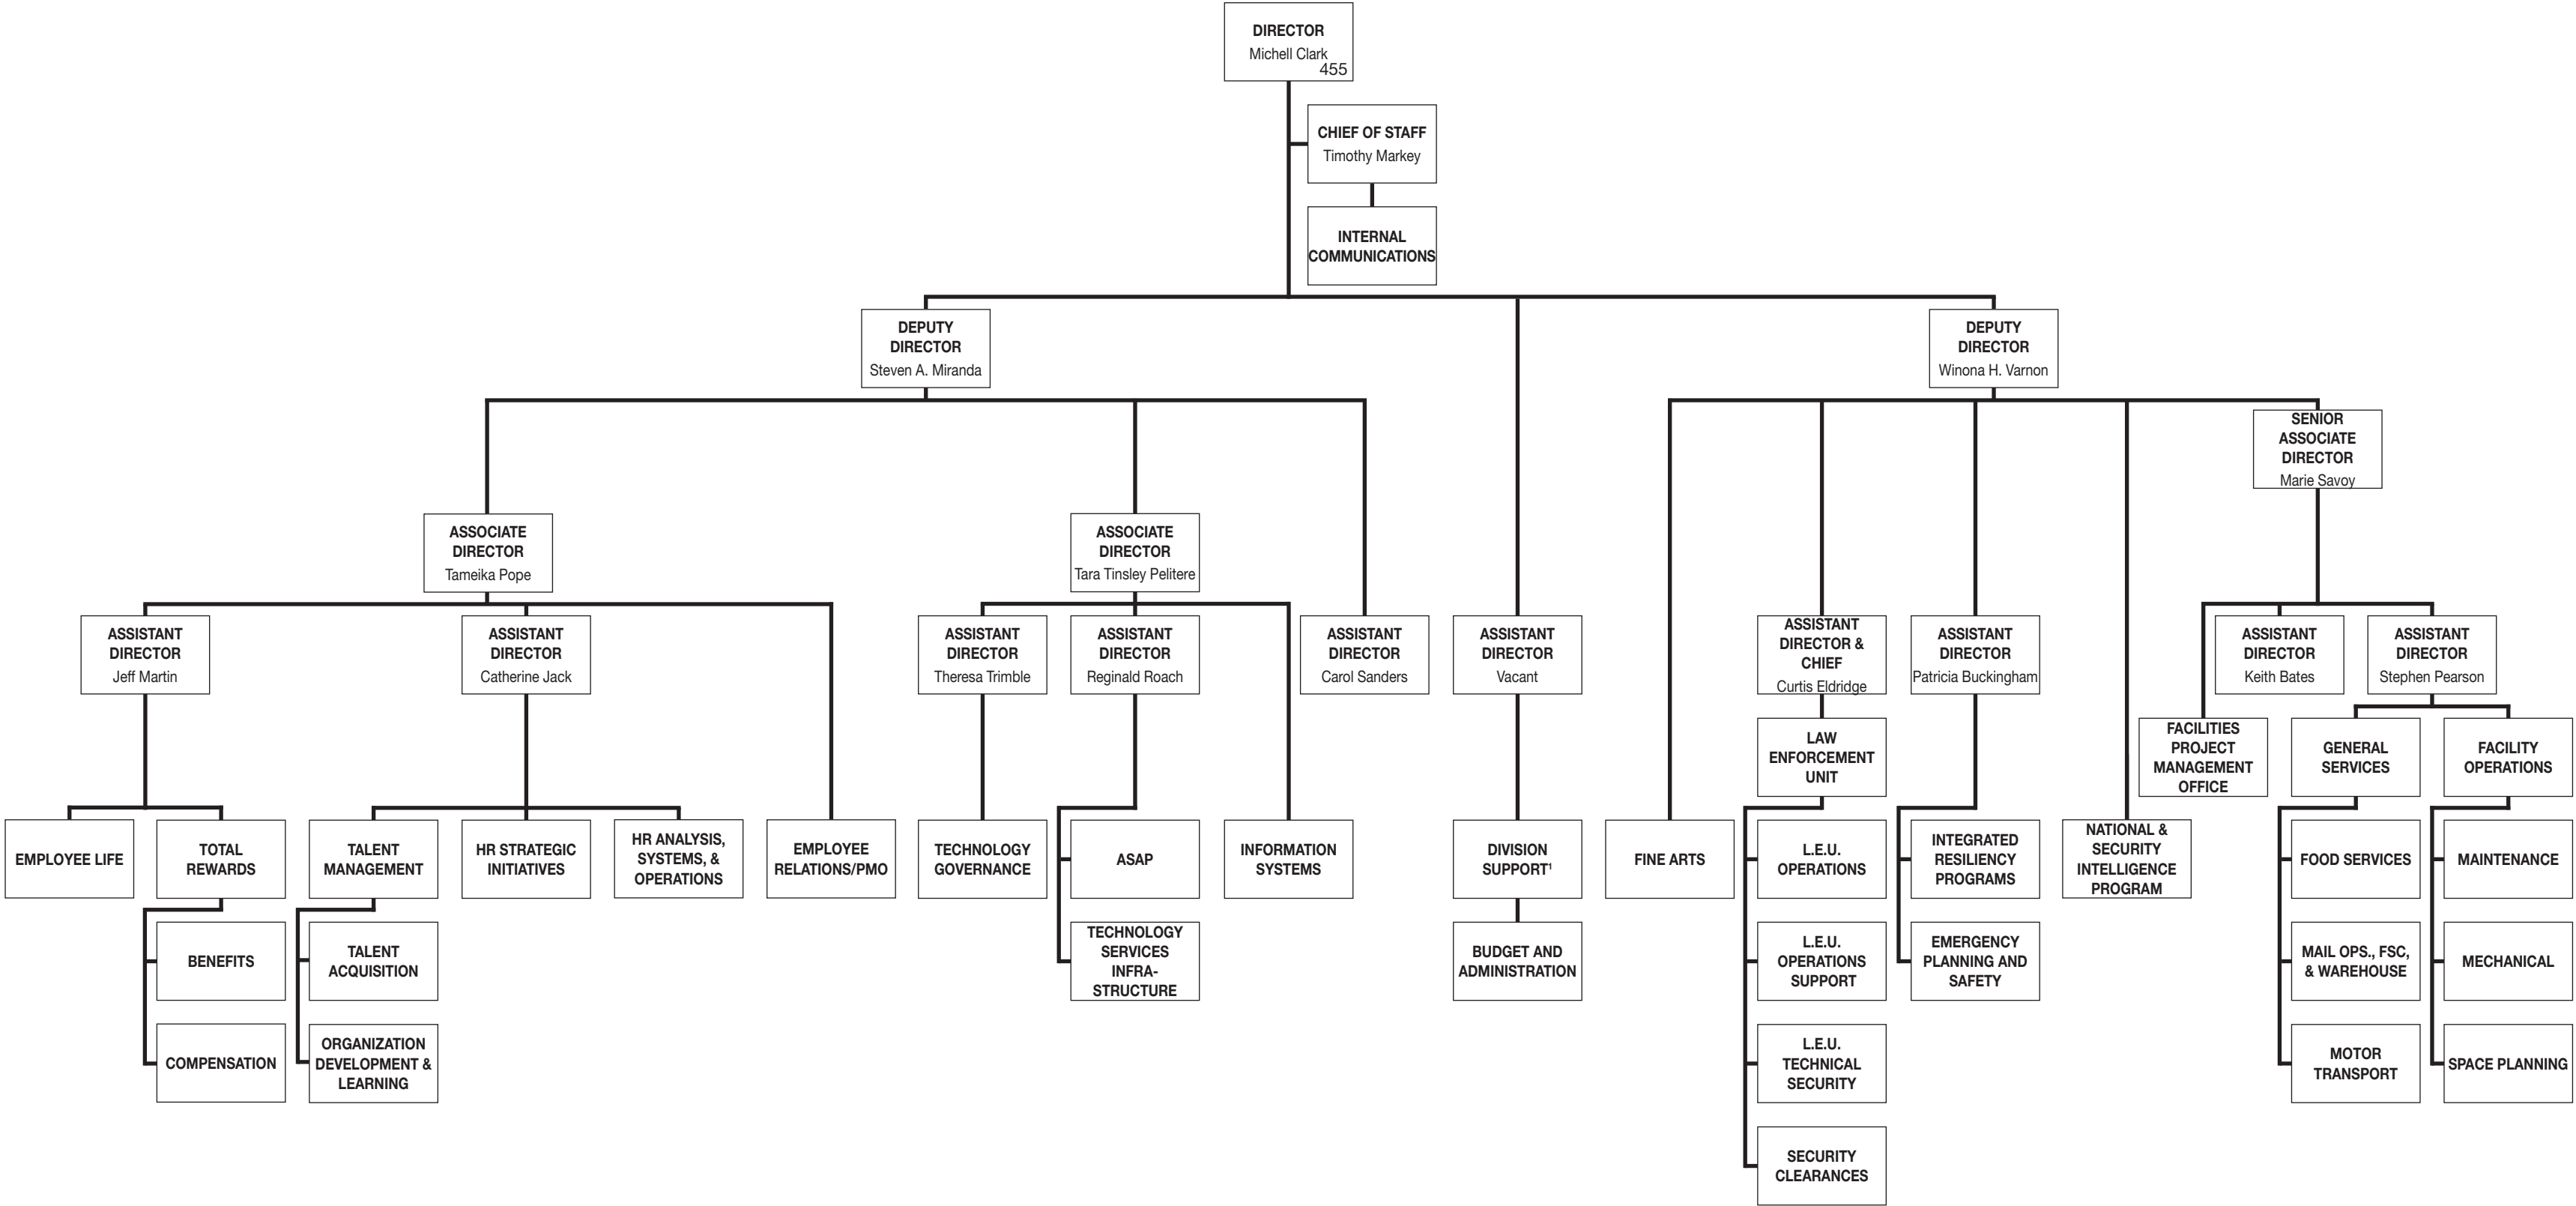 DIRECTOR
Michell Clark
455
CHIEF OF STAFF
Timothy Markey
INTERNAL
COMMUNICATIONS
DEPUTY
DIRECTOR
Steven A. Miranda
DEPUTY
DIRECTOR
Winona H. Varnon
SENIOR
ASSOCIATE
DIRECTOR
Marie Savoy
ASSOCIATE
DIRECTOR
Tameika Pope
ASSOCIATE
DIRECTOR
Tara Tinsley Pelitere
ASSISTANT
DIRECTOR
Jeff Martin
ASSISTANT
DIRECTOR
Catherine Jack
ASSISTANT
DIRECTOR
Theresa Trimble
ASSISTANT
DIRECTOR
Reginald Roach
ASSISTANT
DIRECTOR
Carol Sanders
ASSISTANT
DIRECTOR
Vacant
ASSISTANT
DIRECTOR &
CHIEF
Curtis Eldridge
ASSISTANT
DIRECTOR
Patricia Buckingham
ASSISTANT
DIRECTOR
Keith Bates
ASSISTANT
DIRECTOR
Stephen Pearson
LAW
ENFORCEMENT
UNIT
FACILITIES
PROJECT
MANAGEMENT
OFFICE
GENERAL
SERVICES
FACILITY
OPERATIONS
EMPLOYEE LIFE
TOTAL
REWARDS
TALENT
MANAGEMENT
HR STRATEGIC
INITIATIVES
HR ANALYSIS,
SYSTEMS, &
OPERATIONS
EMPLOYEE
RELATIONS/PMO
TECHNOLOGY
GOVERNANCE
ASAP
INFORMATION
SYSTEMS
DIVISION
SUPPORT¹
FINE ARTS
L.E.U.
OPERATIONS
INTEGRATED
RESILIENCY
PROGRAMS
NATIONAL &
SECURITY
INTELLIGENCE
PROGRAM
FOOD SERVICES
MAINTENANCE
BENEFITS
TALENT
ACQUISITION
TECHNOLOGY
SERVICES
INFRA-
STRUCTURE
BUDGET AND
ADMINISTRATION
L.E.U.
OPERATIONS
SUPPORT
EMERGENCY
PLANNING AND
SAFETY
MAIL OPS., FSC,
& WAREHOUSE
MECHANICAL
COMPENSATION
ORGANIZATION
DEVELOPMENT &
LEARNING
L.E.U.
TECHNICAL
SECURITY
MOTOR
TRANSPORT
SPACE PLANNING
SECURITY
CLEARANCES